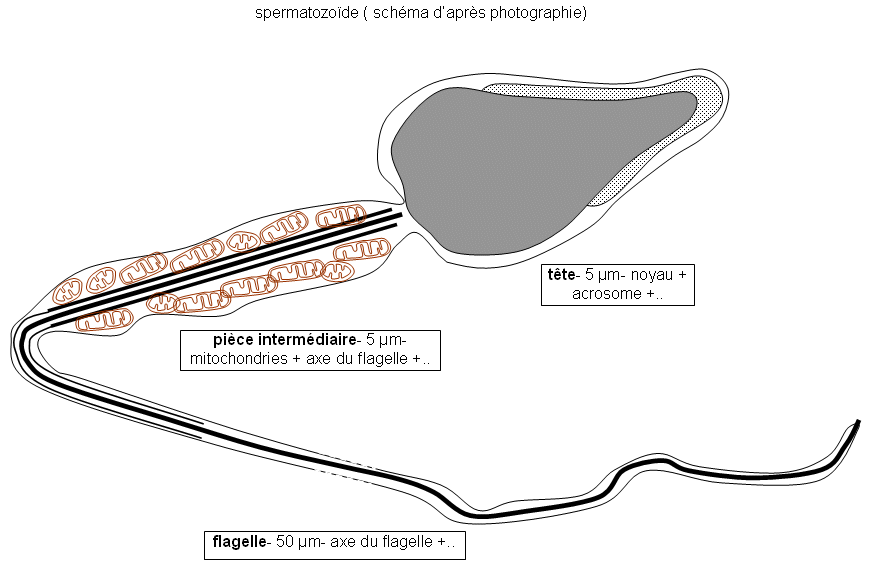 spermatozoïde ( schéma d'après photographie)
tête- 5 µm- noyau +
acrosome +..
pièce intermédiaire- 5 µm-
mitochondries + axe du flagelle +..
flagelle- 50 µm- axe du flagelle +..